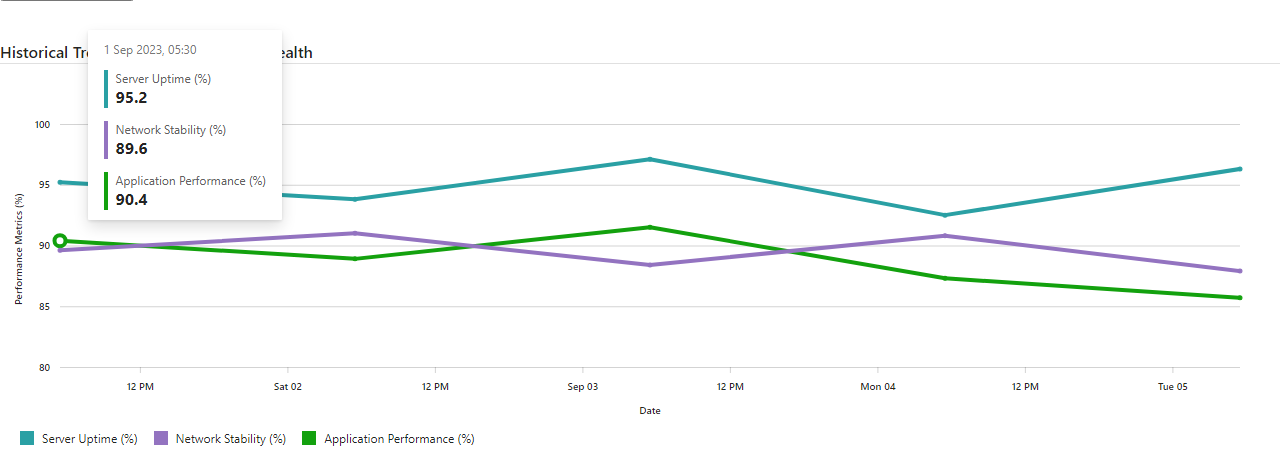 Historical Tr
ealth
1 Sep 2023, 05:30
Server Uptime (%)
95.2
Network Stability (%)
89.6
Application Performance (%)
90.4
Performance Metrics (%)
100
95
90
85
80
12 PM Sat 02 12 PM Sep 03 12 PM Mon 04 12 PM Tue 05
Date
Server Uptime (%) Network Stability (%) Application Performance (%)